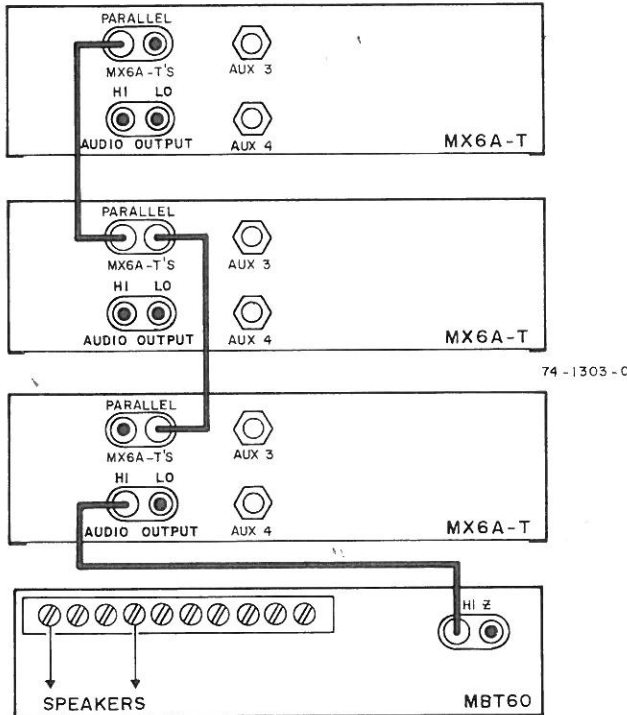 PARALLEL
MX6A-T'S
AUX 3
HI LO
AUDIO OUTPUT
AUX 4
MX6A-T
PARALLEL
MX6A-T'S
AUX 3
HI LO
AUDIO OUTPUT
AUX 4
MX6A-T
74-1303-C
PARALLEL
MX6A-T'S
AUX 3
HI LO
AUDIO OUTPUT
AUX 4
MX6A-T
HI Z
SPEAKERS
MBT60